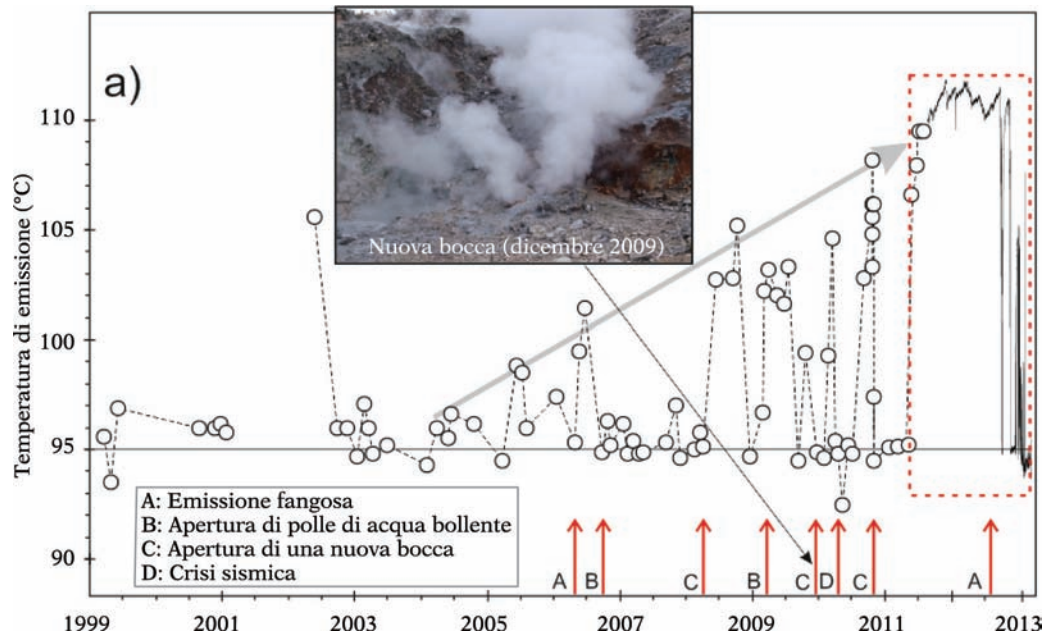 a)
Nuova bocca (dicembre 2009)
Temperatura di emissione (°C)
110
105
100
95
90
A: Emissione fangosa
B: Apertura di polle di acqua bollente
C: Apertura di una nuova bocca
D: Crisi sismica
A B C B C D C A
1999 2001 2003 2005 2007 2009 2011 2013